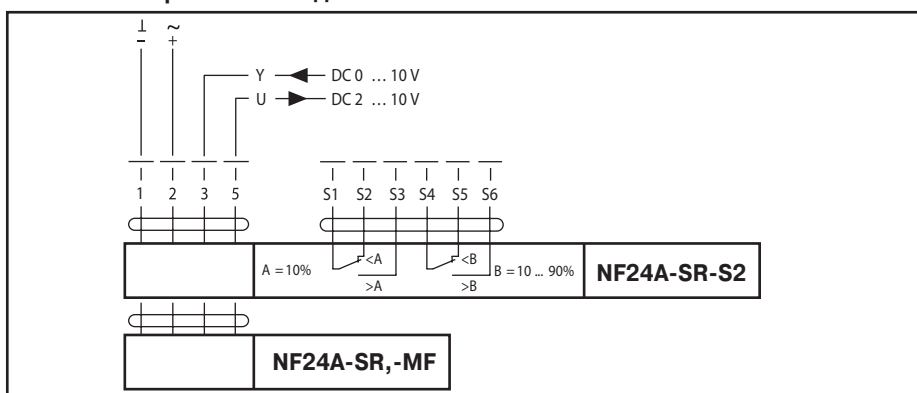 ⊥ ~
- +
Y DC 0 … 10 V
U DC 2 … 10 V
1 2 3 5 S1 S2 S3 S4 S5 S6
A = 10% <A >A <B >B B = 10 ... 90% NF24A-SR-S2
NF24A-SR,-MF